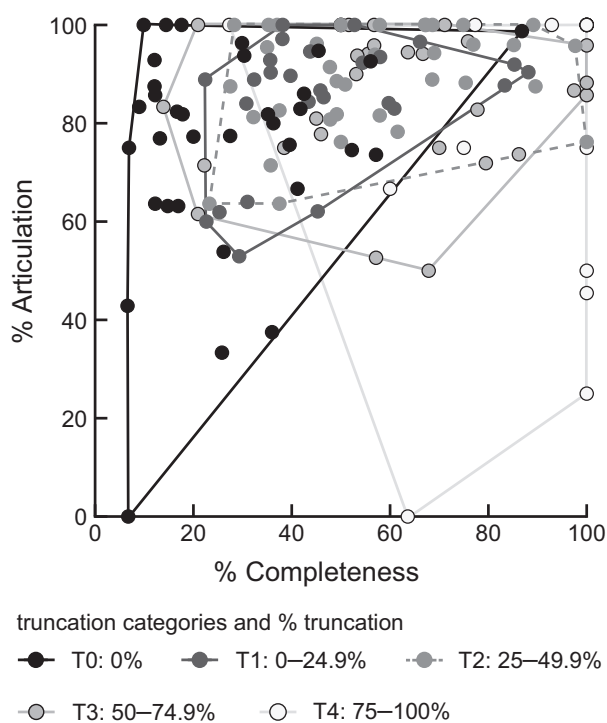 100
80
60
40
20
0
% Articulation
0 20 40 60 80 100
% Completeness
truncation categories and % truncation
T0: 0% T1: 0–24.9% T2: 25–49.9%
T3: 50–74.9% T4: 75–100%